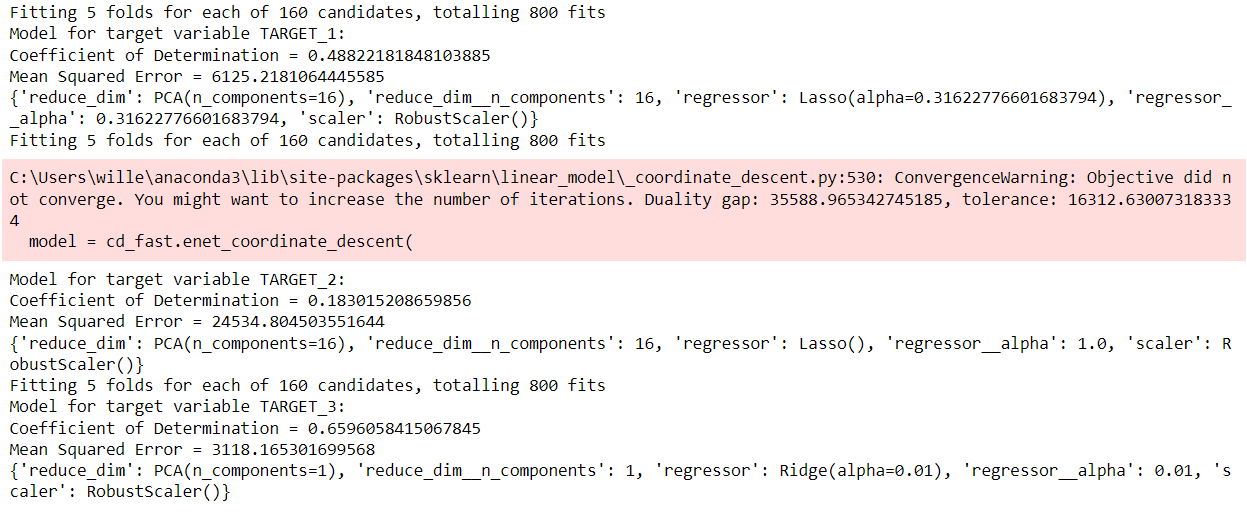 Fitting 5 folds for each of 160 candidates, totalling 800 fits
Model for target variable TARGET_1:
Coefficient of Determination = 0.48822181848103885
Mean Squared Error = 6125.2181064445585
{'reduce_dim': PCA(n_components=16), 'reduce_dim__n_components': 16, 'regressor': Lasso(alpha=0.31622776601683794), 'regressor_
_alpha': 0.31622776601683794, 'scaler': RobustScaler()}
Fitting 5 folds for each of 160 candidates, totalling 800 fits
C:\Users\wille\anaconda3\lib\site-packages\sklearn\linear_model\_coordinate_descent.py:530: ConvergenceWarning: Objective did n
ot converge. You might want to increase the number of iterations. Duality gap: 35588.965342745185, tolerance: 16312.63007318333
4
  model = cd_fast.enet_coordinate_descent(
Model for target variable TARGET_2:
Coefficient of Determination = 0.183015208659856
Mean Squared Error = 24534.804503551644
{'reduce_dim': PCA(n_components=16), 'reduce_dim__n_components': 16, 'regressor': Lasso(), 'regressor__alpha': 1.0, 'scaler': R
obustScaler()}
Fitting 5 folds for each of 160 candidates, totalling 800 fits
Model for target variable TARGET_3:
Coefficient of Determination = 0.6596058415067845
Mean Squared Error = 3118.165301699568
{'reduce_dim': PCA(n_components=1), 'reduce_dim__n_components': 1, 'regressor': Ridge(alpha=0.01), 'regressor__alpha': 0.01, 's
caler': RobustScaler()}